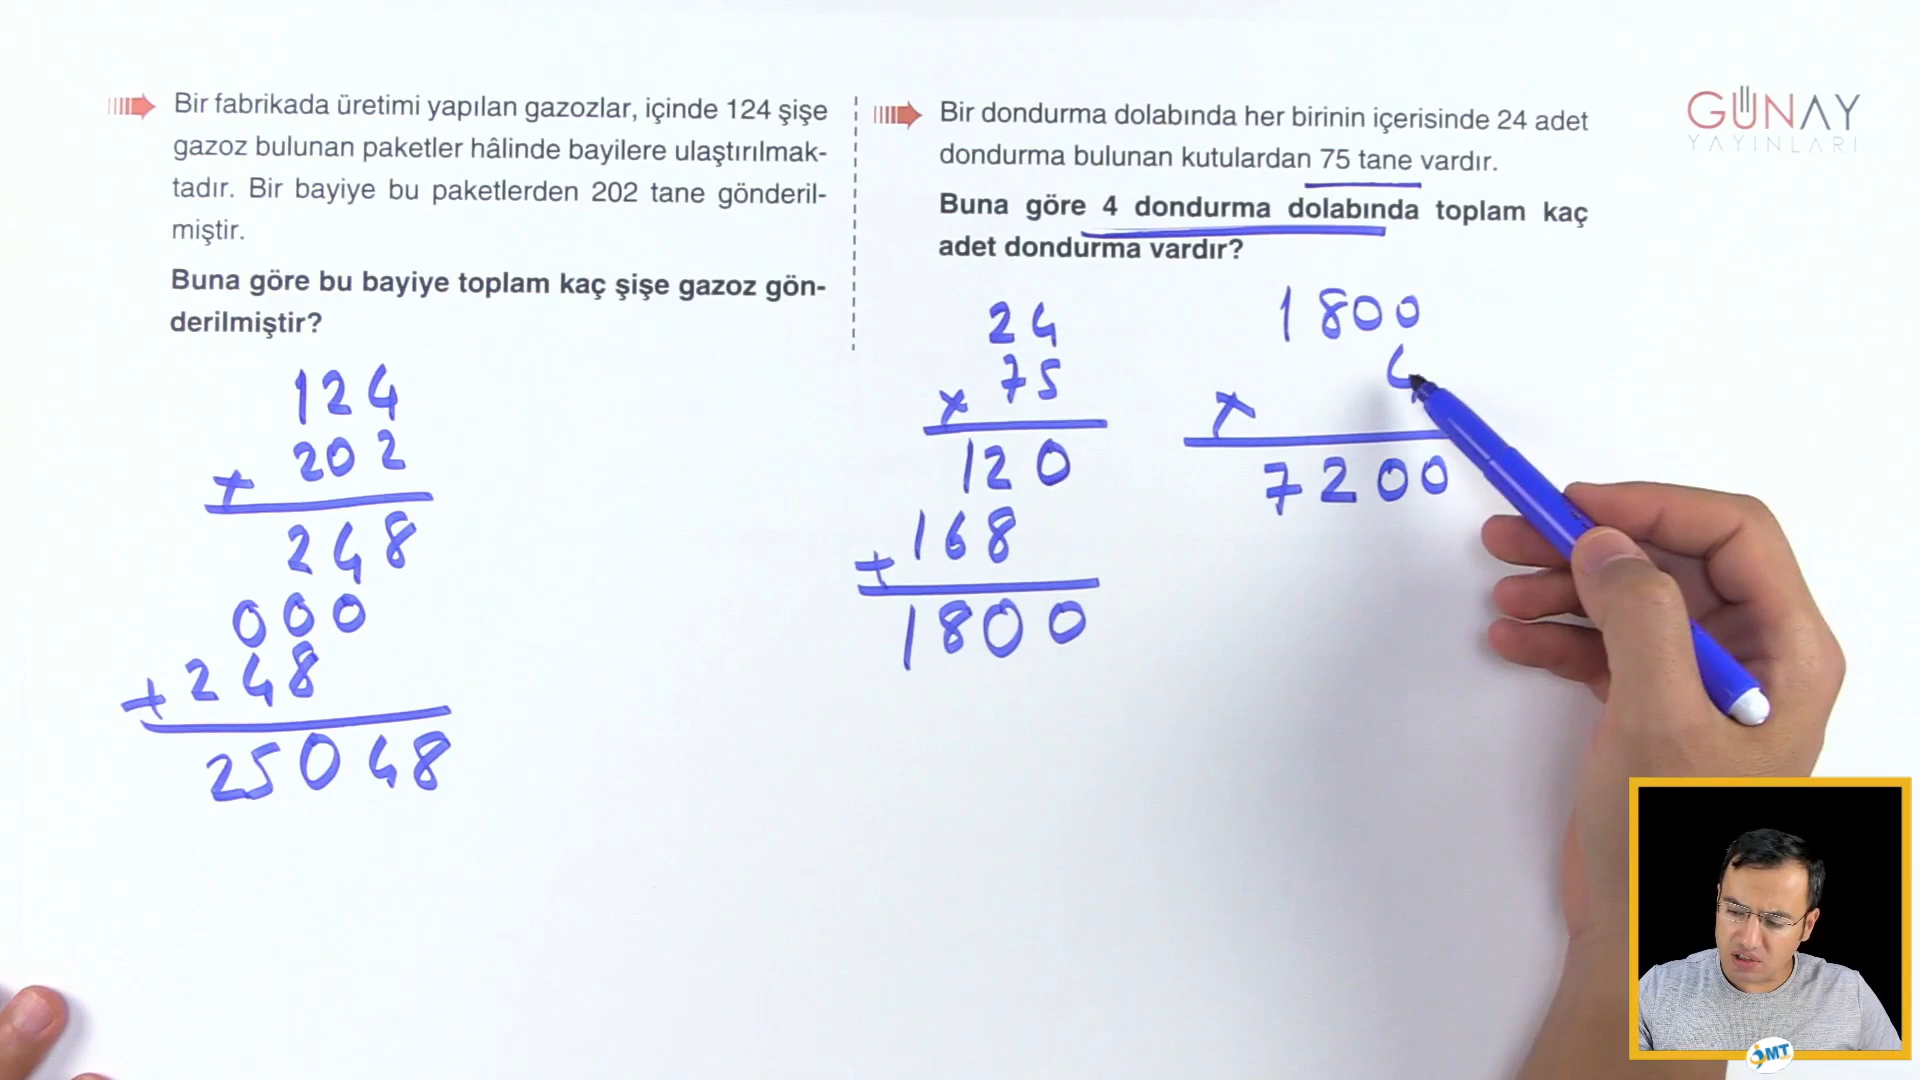 Bir fabrikada üretimi yapılan gazozlar, içinde 124 şişe
gazoz bulunan paketler hâlinde bayilere ulaştırılmak-
tadır. Bir bayiye bu paketlerden 202 tane gönderil-
miştir.
Buna göre bu bayiye toplam kaç şişe gazoz gön-
derilmiştir?
124
202
x
248
000
+ 248
25048
Bir dondurma dolabında her birinin içerisinde 24 adet
dondurma bulunan kutulardan 75 tane vardır.
Buna göre 4 dondurma dolabında toplam kaç
adet dondurma vardır?
24
x 75
120
+ 168
1800
1800
4
x
7200
GÜNAY
YAYINLARI
MT